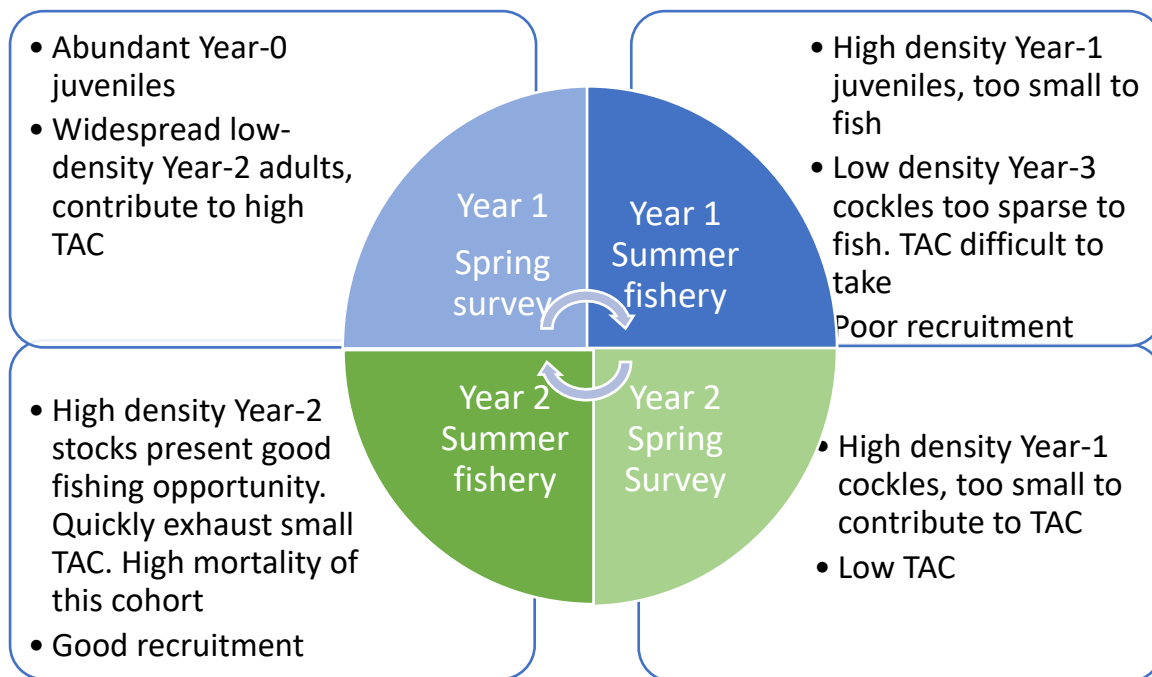 • Abundant Year-0
juveniles
• Widespread low-
density Year-2 adults,
contribute to high
TAC
• High density Year-1
juveniles, too small to
fish
• Low density Year-3
cockles too sparse to
fish. TAC difficult to
take
Poor recruitment
Year 1
Spring
survey
Year 1
Summer
fishery
Year 2
Summer
fishery
Year 2
Spring
Survey
• High density Year-2
stocks present good
fishing opportunity.
Quickly exhaust small
TAC. High mortality of
this cohort
• Good recruitment
• High density Year-1
cockles, too small to
contribute to TAC
• Low TAC